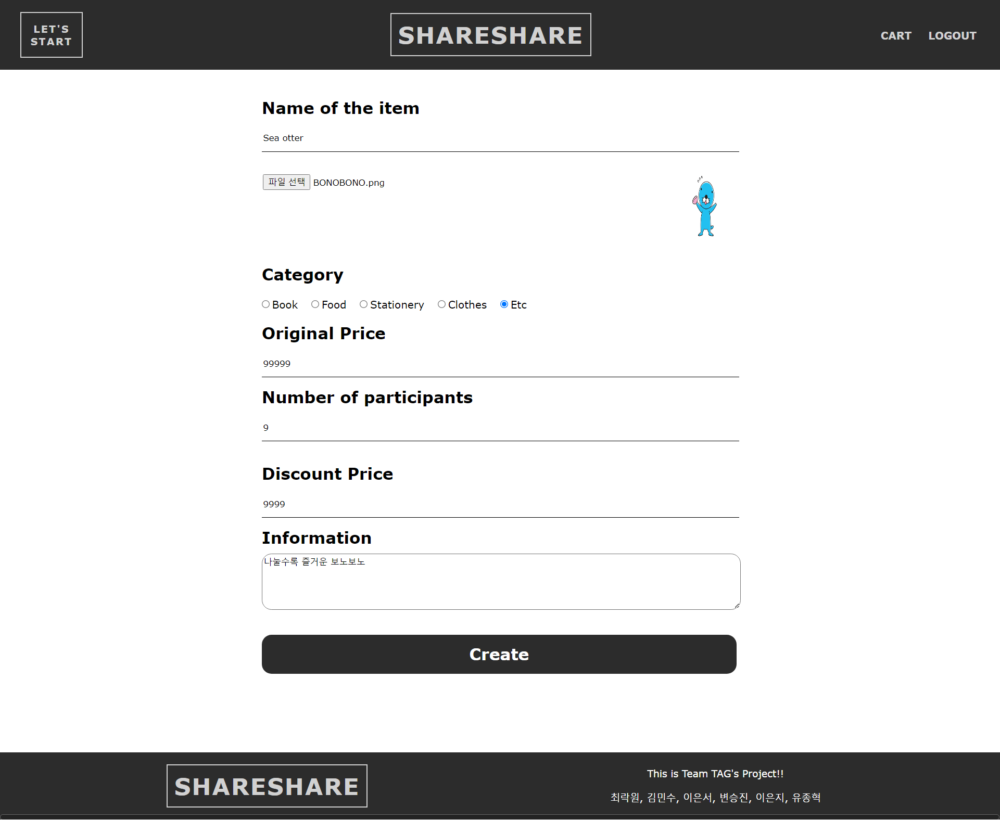 LET'S
START
SHARESHARE
CART LOGOUT
Name of the item
Sea otter
파일 선택 BONOBONO.png
Category
Book Food Stationery Clothes Etc
Original Price
99999
Number of participants
9
Discount Price
9999
Information
나눌수록 즐거운 보노보노
Create
SHARESHARE
This is Team TAG's Project!!
최락원, 김민수, 이은서, 변승진, 이은지, 유종혁